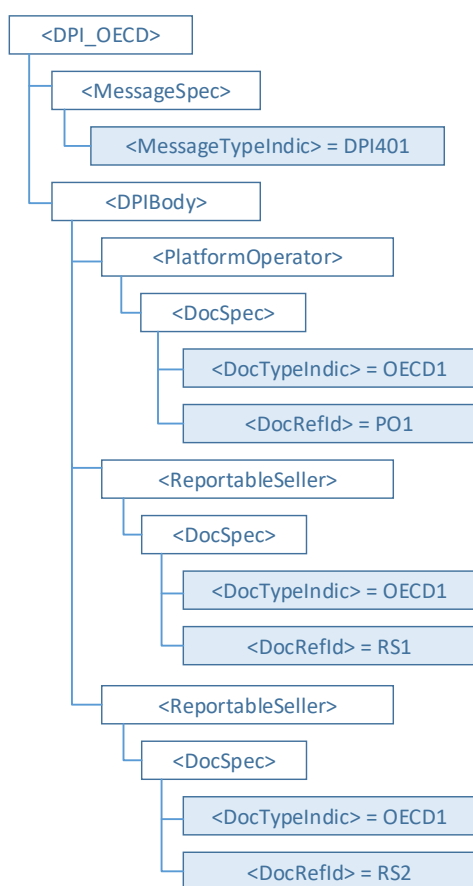 <DPI_OECD>
<MessageSpec>
<MessageTypeIndic> = DPI401
<DPIBody>
<PlatformOperator>
<DocSpec>
<DocTypeIndic> = OECD1
<DocRefId> = PO1
<ReportableSeller>
<DocSpec>
<DocTypeIndic> = OECD1
<DocRefId> = RS1
<ReportableSeller>
<DocSpec>
<DocTypeIndic> = OECD1
<DocRefId> = RS2